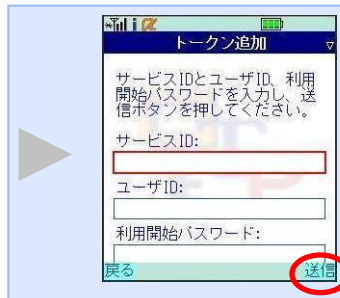 トークン追加
サービスIDとユーザID、利用
開始パスワードを入力し、送
信ボタンを押してください。
サービスID:
ユーザID:
利用開始パスワード:
戻る
送信